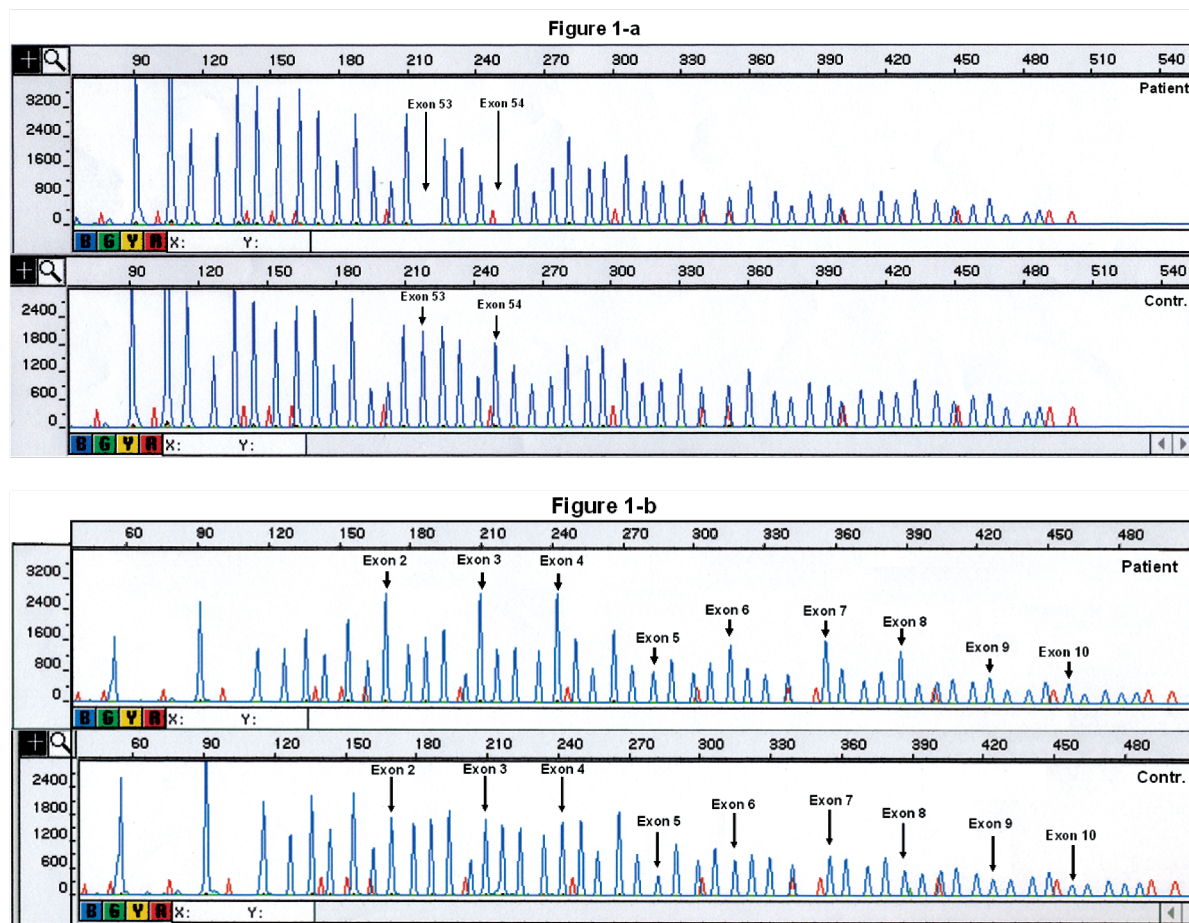 Figure 1-a
90 120 150 180 210 240 270 300 330 360 390 420 450 480 510 540
Patient
3200
2400
1600
800
0
Exon 53
Exon 54
B G Y R X: Y:
90 120 150 180 210 240 270 300 330 360 390 420 450 480 510 540
Contr.
2400
1800
1200
600
0
Exon 53
Exon 54
B G Y R X: Y:
Figure 1-b
60 90 120 150 180 210 240 270 300 330 360 390 420 450 480
Patient
3200
2400
1600
800
0
Exon 2
Exon 3
Exon 4
Exon 5
Exon 6
Exon 7
Exon 8
Exon 9
Exon 10
B G Y R X: Y:
60 90 120 150 180 210 240 270 300 330 360 390 420 450 480
Contr.
2400
1800
1200
600
0
Exon 2
Exon 3
Exon 4
Exon 5
Exon 6
Exon 7
Exon 8
Exon 9
Exon 10
B G Y R X: Y: